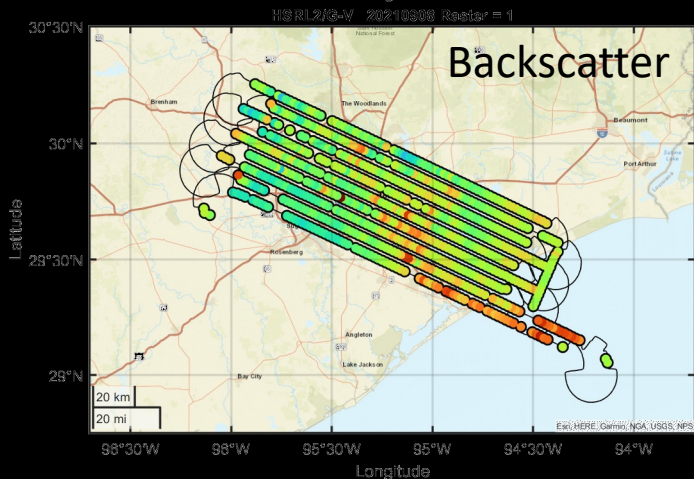 HSRL2/G-V 20210908 Raster = 1
Backscatter
30°30'N
30°N
29°30'N
29°N
Latitude
Brenham
The Woodlands
Beaumont
Port Arthur
Rosenberg
Angleton
Lake Jackson
Bay City
20 km
20 mi
Esri, HERE, Garmin, NGA, USGS, NPS
96°30'W 96°W 95°30'W 95°W 94°30'W 94°W
Longitude